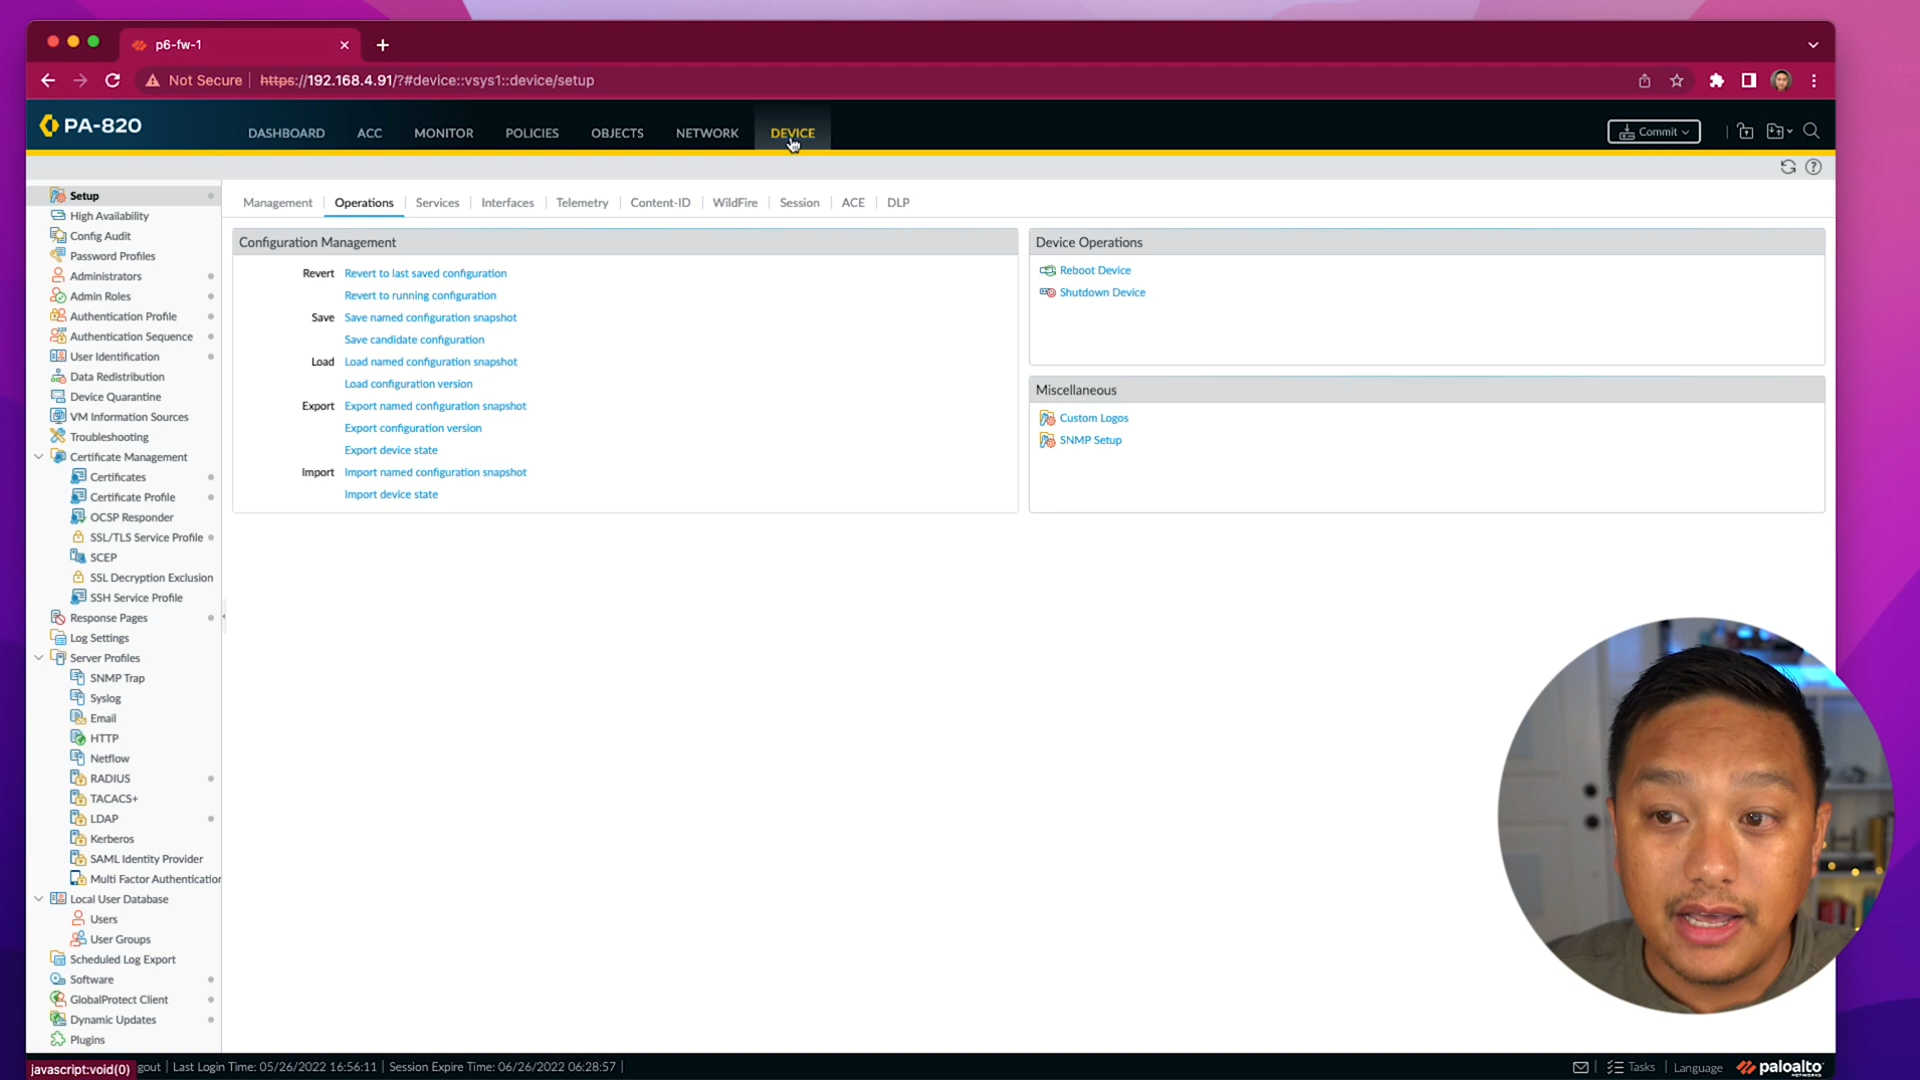 p6-fw-1
Not Secure https://192.168.4.91/?#device::vsys1::device/setup
PA-820
DASHBOARD ACC MONITOR POLICIES OBJECTS NETWORK DEVICE
Commit
Setup
High Availability
Config Audit
Password Profiles
Administrators
Admin Roles
Authentication Profile
Authentication Sequence
User Identification
Data Redistribution
Device Quarantine
VM Information Sources
Troubleshooting
Certificate Management
Certificates
Certificate Profile
OCSP Responder
SSL/TLS Service Profile
SCEP
SSL Decryption Exclusion
SSH Service Profile
Response Pages
Log Settings
Server Profiles
SNMP Trap
Syslog
Email
HTTP
Netflow
RADIUS
TACACS+
LDAP
Kerberos
SAML Identity Provider
Multi Factor Authentication
Local User Database
Users
User Groups
Scheduled Log Export
Software
GlobalProtect Client
Dynamic Updates
Plugins
Management Operations Services Interfaces Telemetry Content-ID WildFire Session ACE DLP
Configuration Management
Revert Revert to last saved configuration
Revert to running configuration
Save Save named configuration snapshot
Save candidate configuration
Load Load named configuration snapshot
Load configuration version
Export Export named configuration snapshot
Export configuration version
Export device state
Import Import named configuration snapshot
Import device state
Device Operations
Reboot Device
Shutdown Device
Miscellaneous
Custom Logos
SNMP Setup
javascript:void(0) gout | Last Login Time: 05/26/2022 16:56:11 | Session Expire Time: 06/26/2022 06:28:57 |
Tasks | Language paloalto
NETWORKS